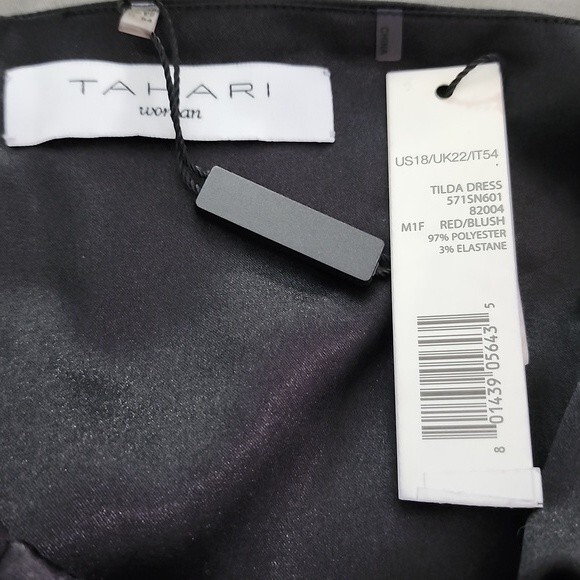 TAHARI
woman
US18/UK22/IT54
TILDA DRESS
571SN601
82004
M1F RED/BLUSH
97% POLYESTER
3% ELASTANE
8 01439 05643 5